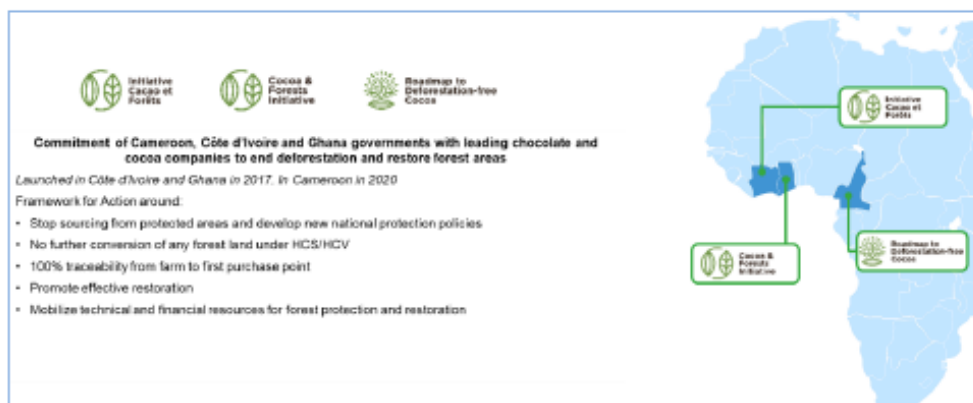 Initiative
Cacao et
Forêts
Cocoa &
Forests
Initiative
Roadmap to
Deforestation-free
Cocoa
Commitment of Cameroon, Côte d'Ivoire and Ghana governments with leading chocolate and
cocoa companies to end deforestation and restore forest areas
Launched in Côte d'Ivoire and Ghana in 2017. In Cameroon in 2020
Framework for Action around:
• Stop sourcing from protected areas and develop new national protection policies
• No further conversion of any forest land under HCS/HCV
• 100% traceability from farm to first purchase point
• Promote effective restoration
• Mobilize technical and financial resources for forest protection and restoration
Initiative
Cacao et
Forêts
Cocoa &
Forests
Initiative
Roadmap to
Deforestation-free
Cocoa